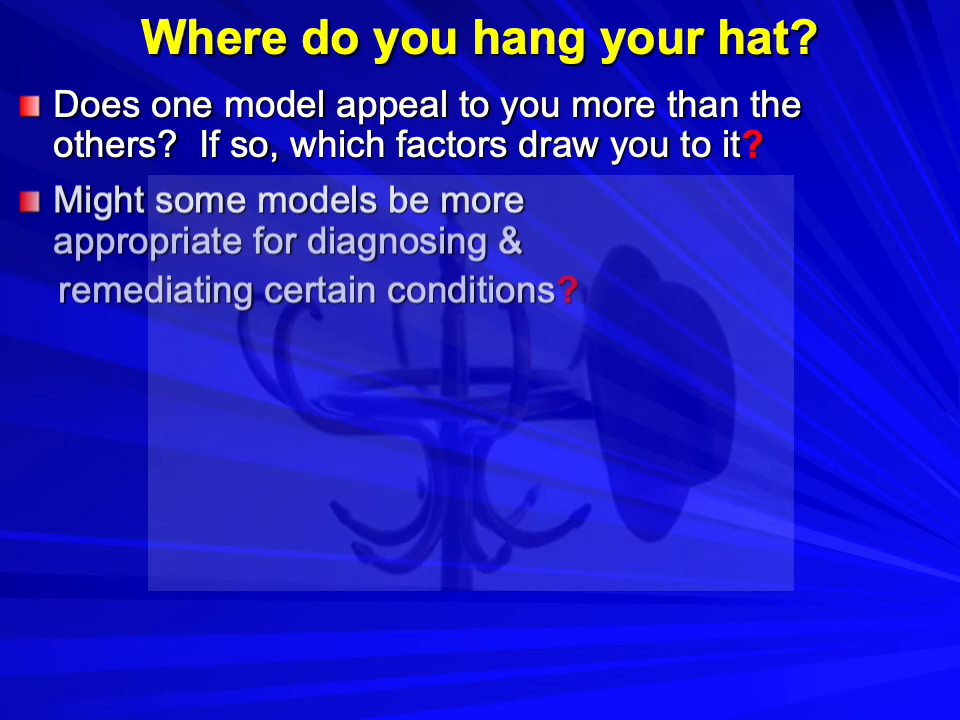 Where do you hang your hat?
Does one model appeal to you more than the
others?  If so, which factors draw you to it?
Might some models be more
appropriate for diagnosing &
remediating certain conditions?